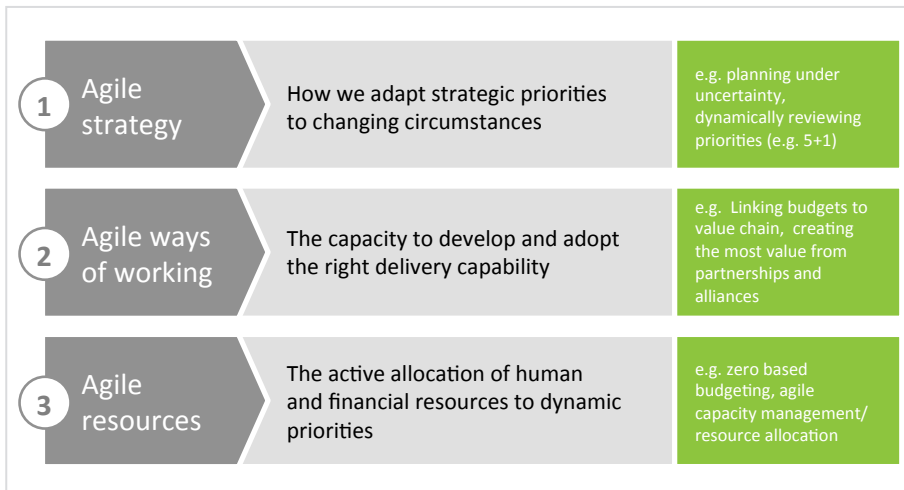 1
Agile
strategy
How we adapt strategic priorities
to changing circumstances
e.g. planning under
uncertainty,
dynamically reviewing
priorities (e.g. 5+1)
2
Agile ways
of working
The capacity to develop and adopt
the right delivery capability
e.g.  Linking budgets to
value chain,  creating
the most value from
partnerships and
alliances
3
Agile
resources
The active allocation of human
and financial resources to dynamic
priorities
e.g. zero based
budgeting, agile
capacity management/
resource allocation